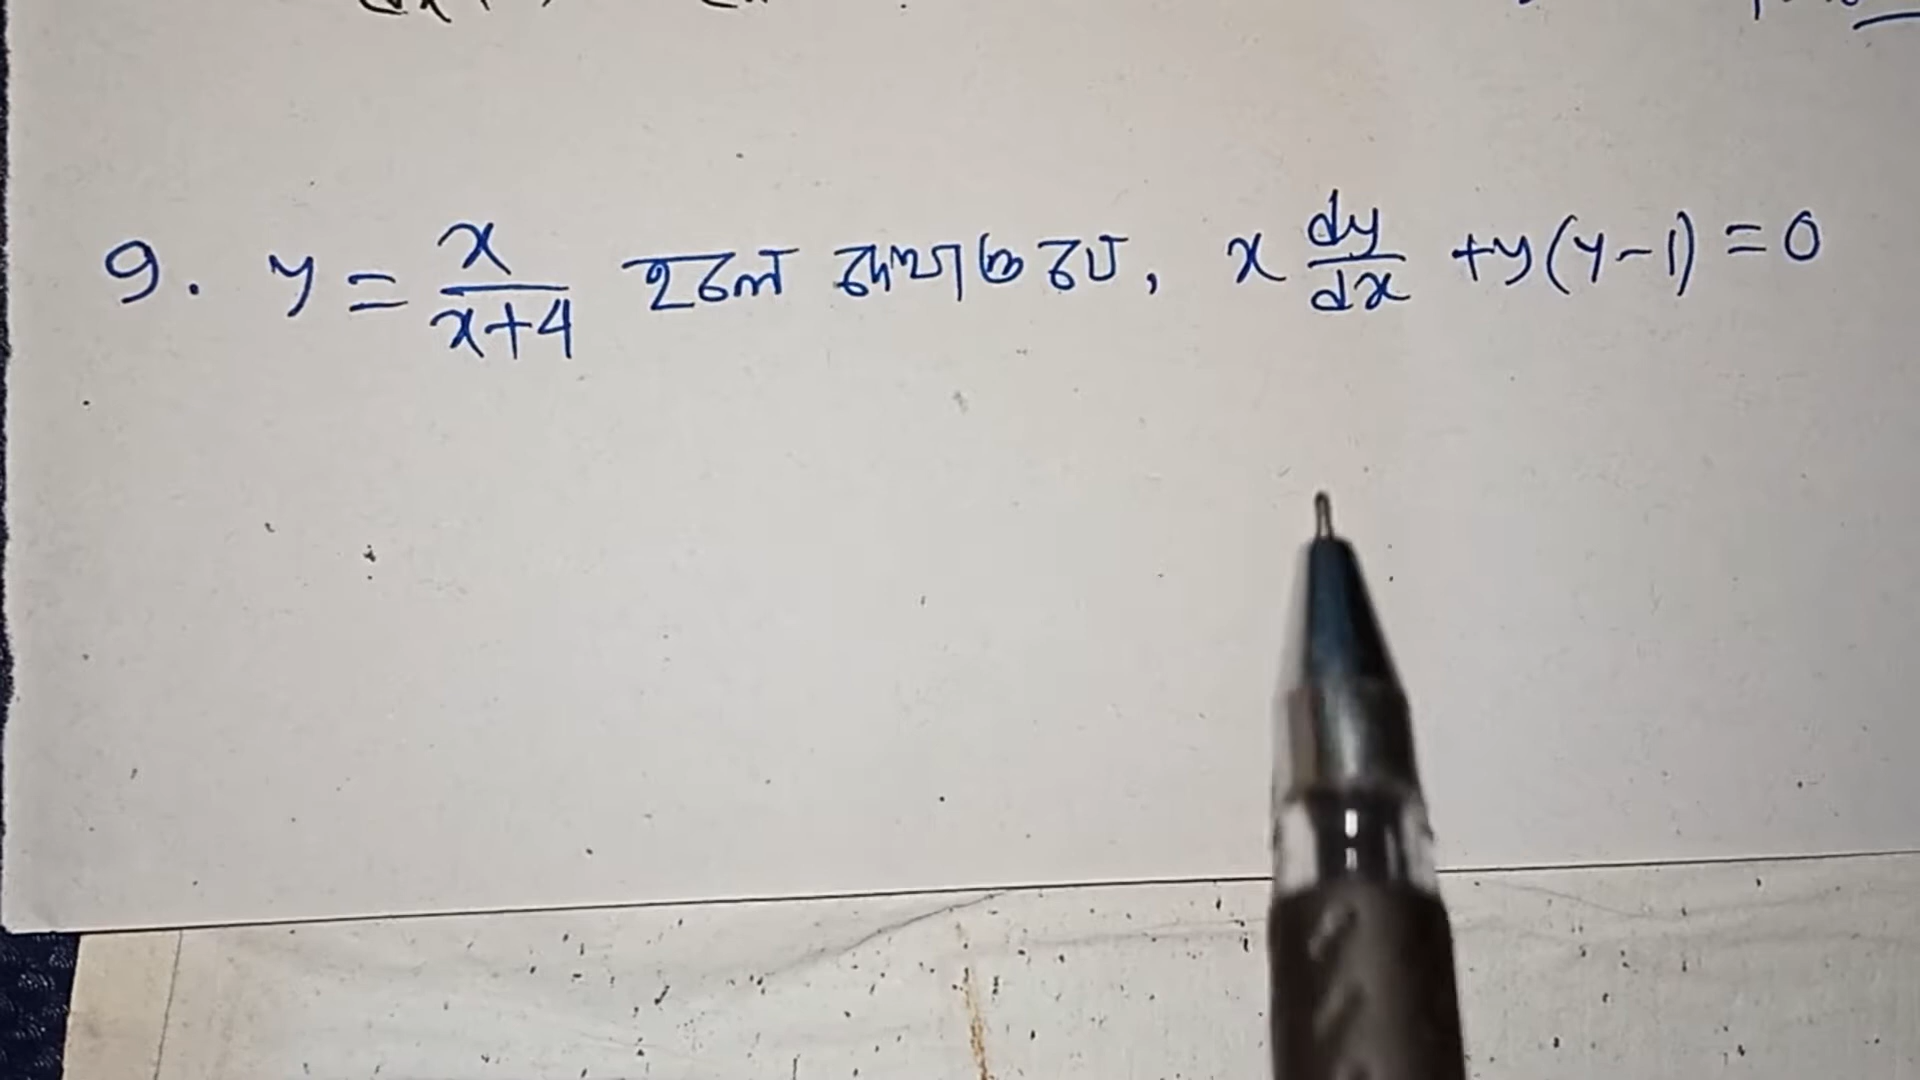 9. y = x/(x+4) হলে দেখাও যে, x dy/dx + y(y-1) = 0